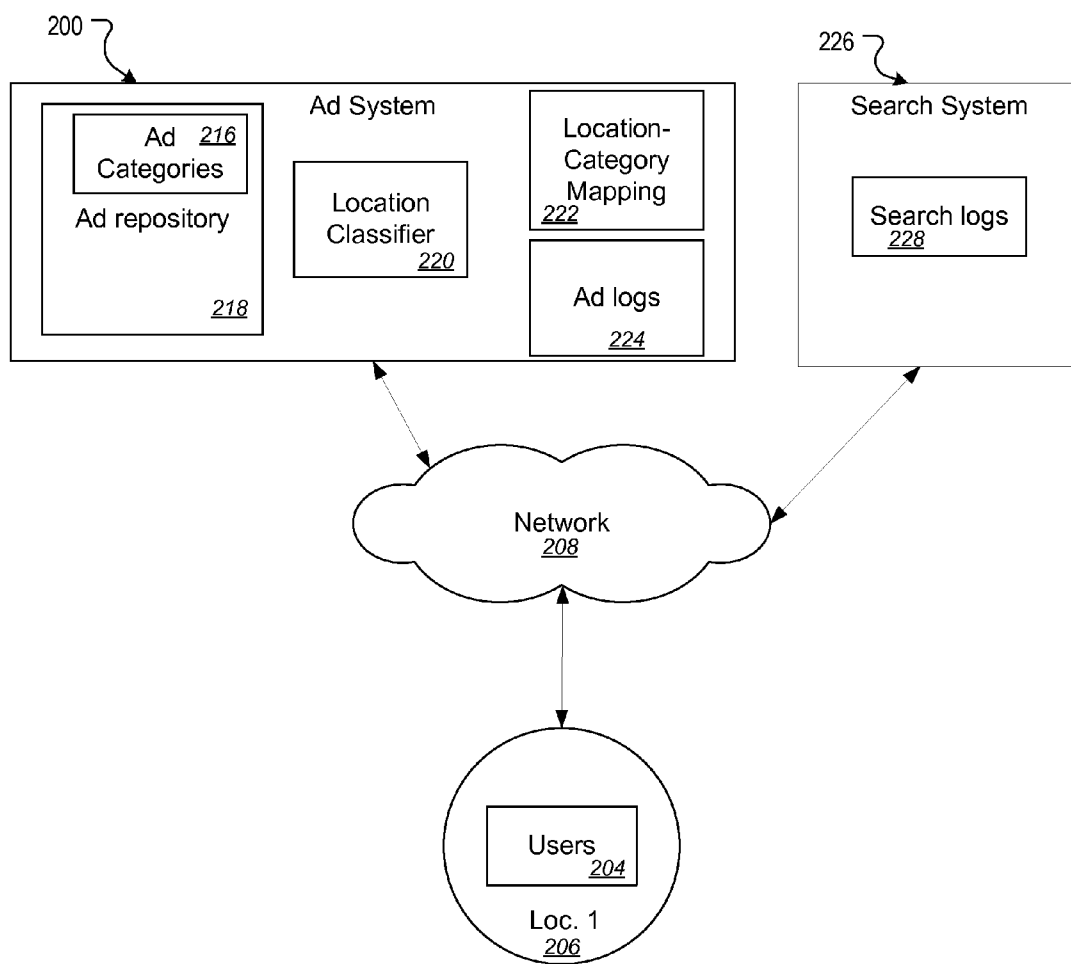 200
226
Ad System
Ad 216
Categories
Ad repository
218
Location
Classifier
220
Location-
Category
Mapping
222
Ad logs
224
Search System
Search logs
228
Network
208
Users
204
Loc. 1
206